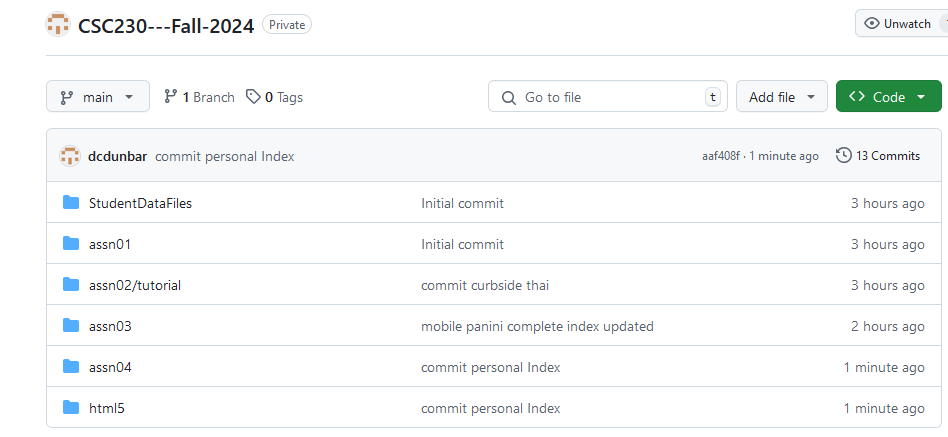 CSC230---Fall-2024 Private Unwatch
main 1 Branch 0 Tags Go to file t Add file Code
dcdunbar commit personal Index aaf408f · 1 minute ago 13 Commits
StudentDataFiles Initial commit 3 hours ago
assn01 Initial commit 3 hours ago
assn02/tutorial commit curbside thai 3 hours ago
assn03 mobile panini complete index updated 2 hours ago
assn04 commit personal Index 1 minute ago
html5 commit personal Index 1 minute ago